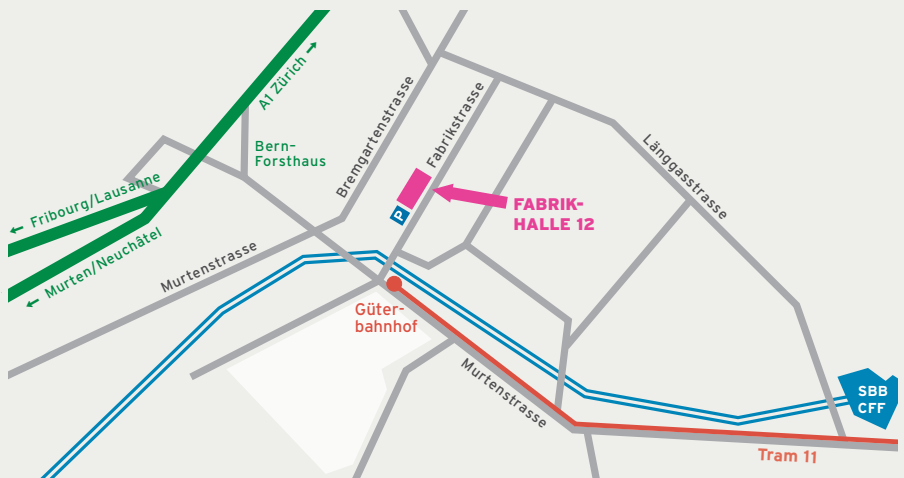 A1 Zürich
Bern-
Forsthaus
Bremgartenstrasse
Fabrikstrasse
Länggasstrasse
P
FABRIK-
HALLE 12
Fribourg/Lausanne
Murten/Neuchâtel
Murtenstrasse
Güter-
bahnhof
Murtenstrasse
SBB
CFF
Tram 11